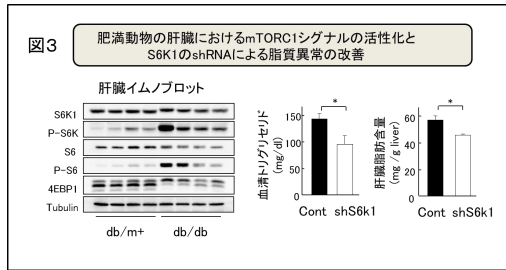 図3
肥満動物の肝臓におけるmTORC1シグナルの活性化と
S6K1のshRNAによる脂質異常の改善
肝臓イムノブロット
S6K1
P-S6K
S6
P-S6
4EBP1
Tubulin
db/m+ db/db
血清トリグリセリド
(mg/dl)
150
100
50
0
*
Cont shS6k1
肝臓脂肪含量
(mg /g liver)
60
40
20
0
*
Cont shS6k1